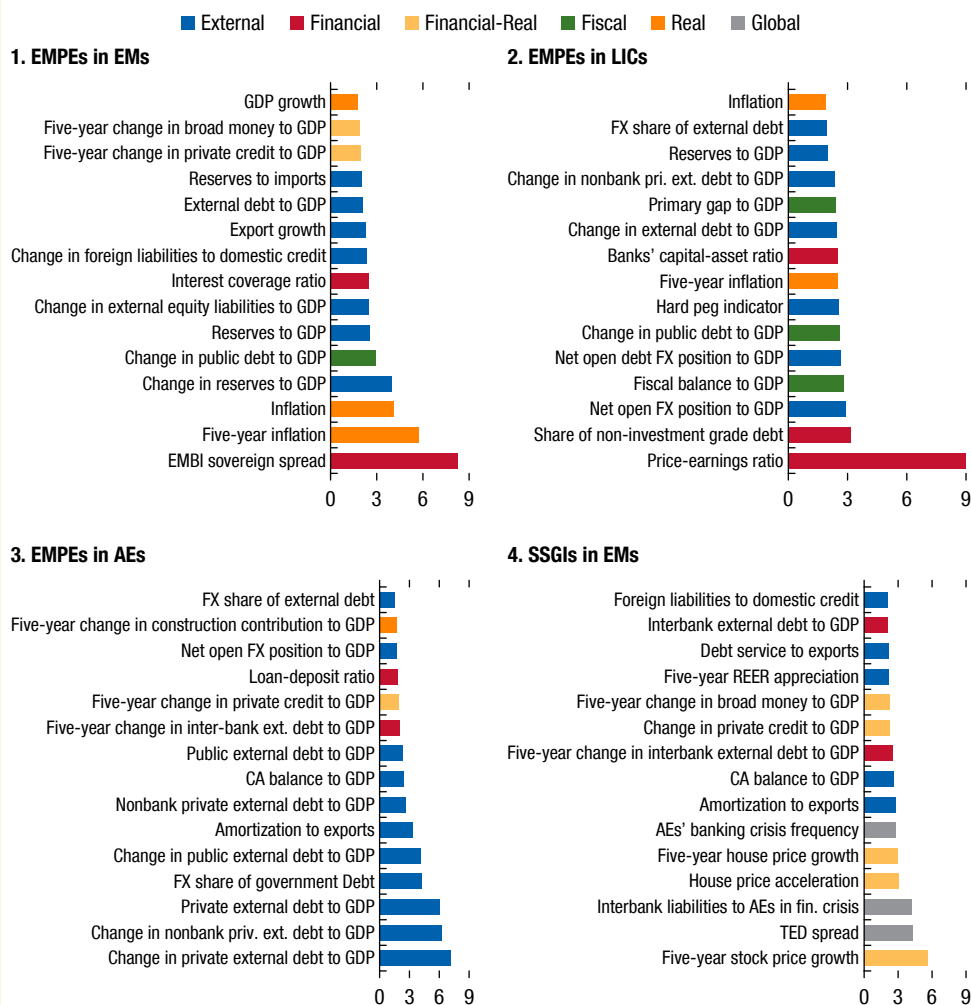 External Financial Financial-Real Fiscal Real Global
1. EMPEs in EMs
GDP growth
Five-year change in broad money to GDP
Five-year change in private credit to GDP
Reserves to imports
External debt to GDP
Export growth
Change in foreign liabilities to domestic credit
Interest coverage ratio
Change in external equity liabilities to GDP
Reserves to GDP
Change in public debt to GDP
Change in reserves to GDP
Inflation
Five-year inflation
EMBI sovereign spread
0 3 6 9
2. EMPEs in LICs
Inflation
FX share of external debt
Reserves to GDP
Change in nonbank pri. ext. debt to GDP
Primary gap to GDP
Change in external debt to GDP
Banks’ capital-asset ratio
Five-year inflation
Hard peg indicator
Change in public debt to GDP
Net open debt FX position to GDP
Fiscal balance to GDP
Net open FX position to GDP
Share of non-investment grade debt
Price-earnings ratio
0 3 6 9
3. EMPEs in AEs
FX share of external debt
Five-year change in construction contribution to GDP
Net open FX position to GDP
Loan-deposit ratio
Five-year change in private credit to GDP
Five-year change in inter-bank ext. debt to GDP
Public external debt to GDP
CA balance to GDP
Nonbank private external debt to GDP
Amortization to exports
Change in public external debt to GDP
FX share of government Debt
Private external debt to GDP
Change in nonbank priv. ext. debt to GDP
Change in private external debt to GDP
0 3 6 9
4. SSGIs in EMs
Foreign liabilities to domestic credit
Interbank external debt to GDP
Debt service to exports
Five-year REER appreciation
Five-year change in broad money to GDP
Change in private credit to GDP
Five-year change in interbank external debt to GDP
CA balance to GDP
Amortization to exports
AEs’ banking crisis frequency
Five-year house price growth
House price acceleration
Interbank liabilities to AEs in fin. crisis
TED spread
Five-year stock price growth
0 3 6 9